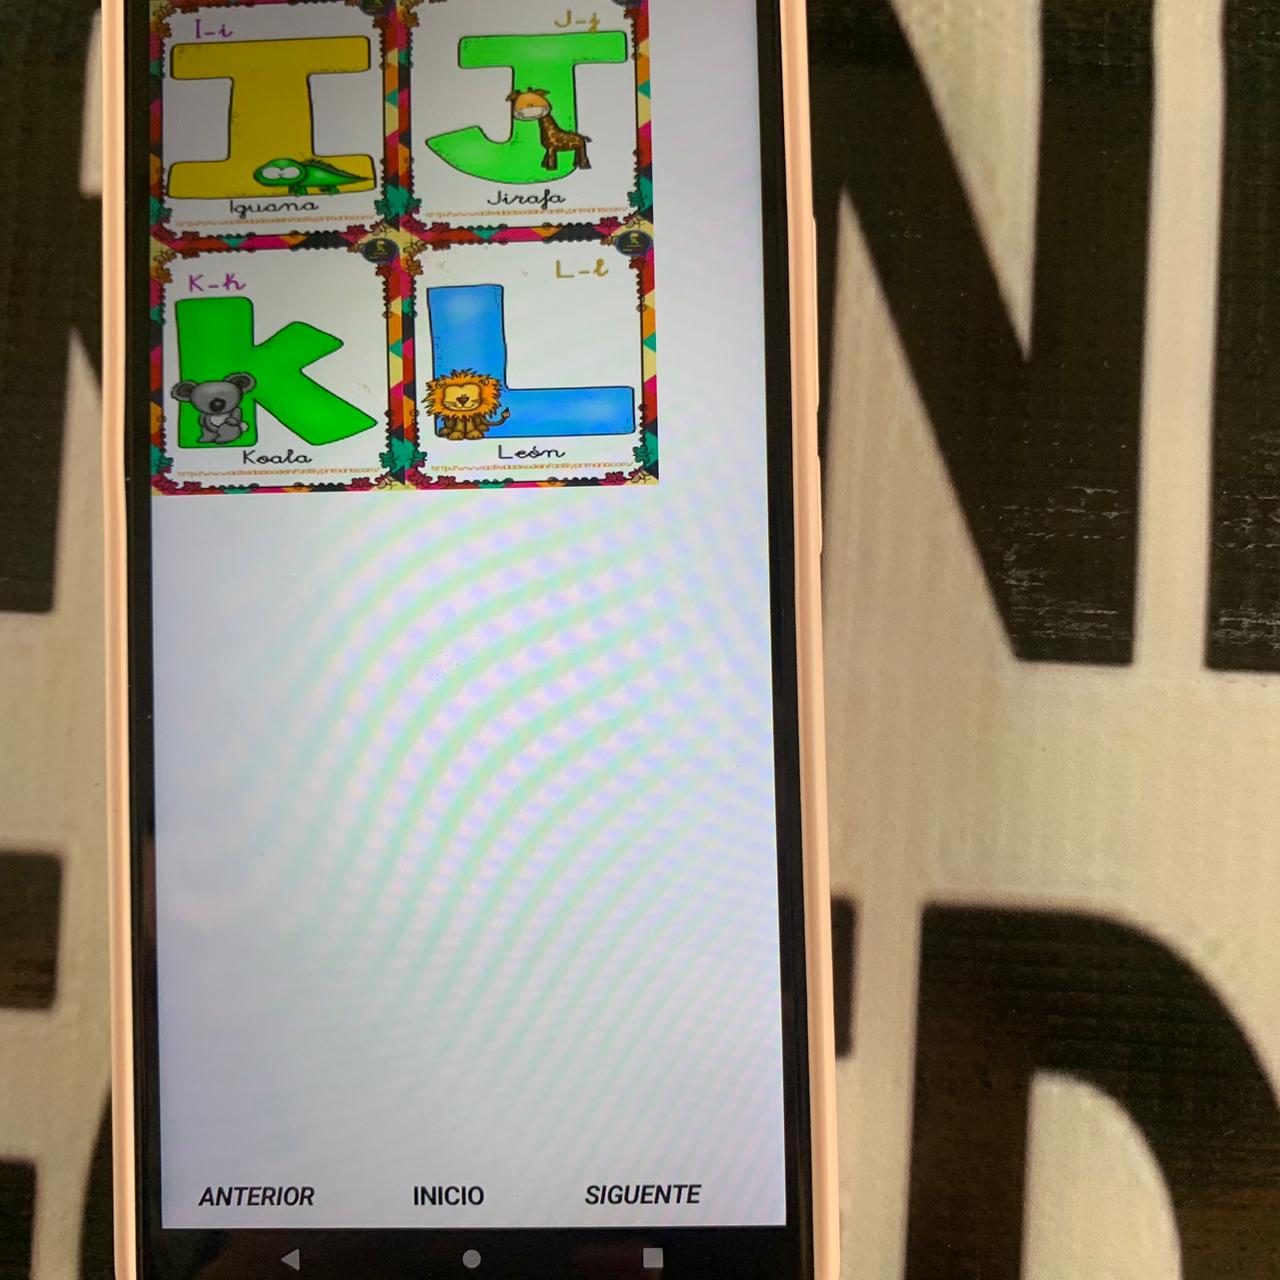 I-i
J-j
I
J
Iguana
Jirafa
K-k
L-l
K
L
Koala
León
ANTERIOR
INICIO
SIGUENTE
N